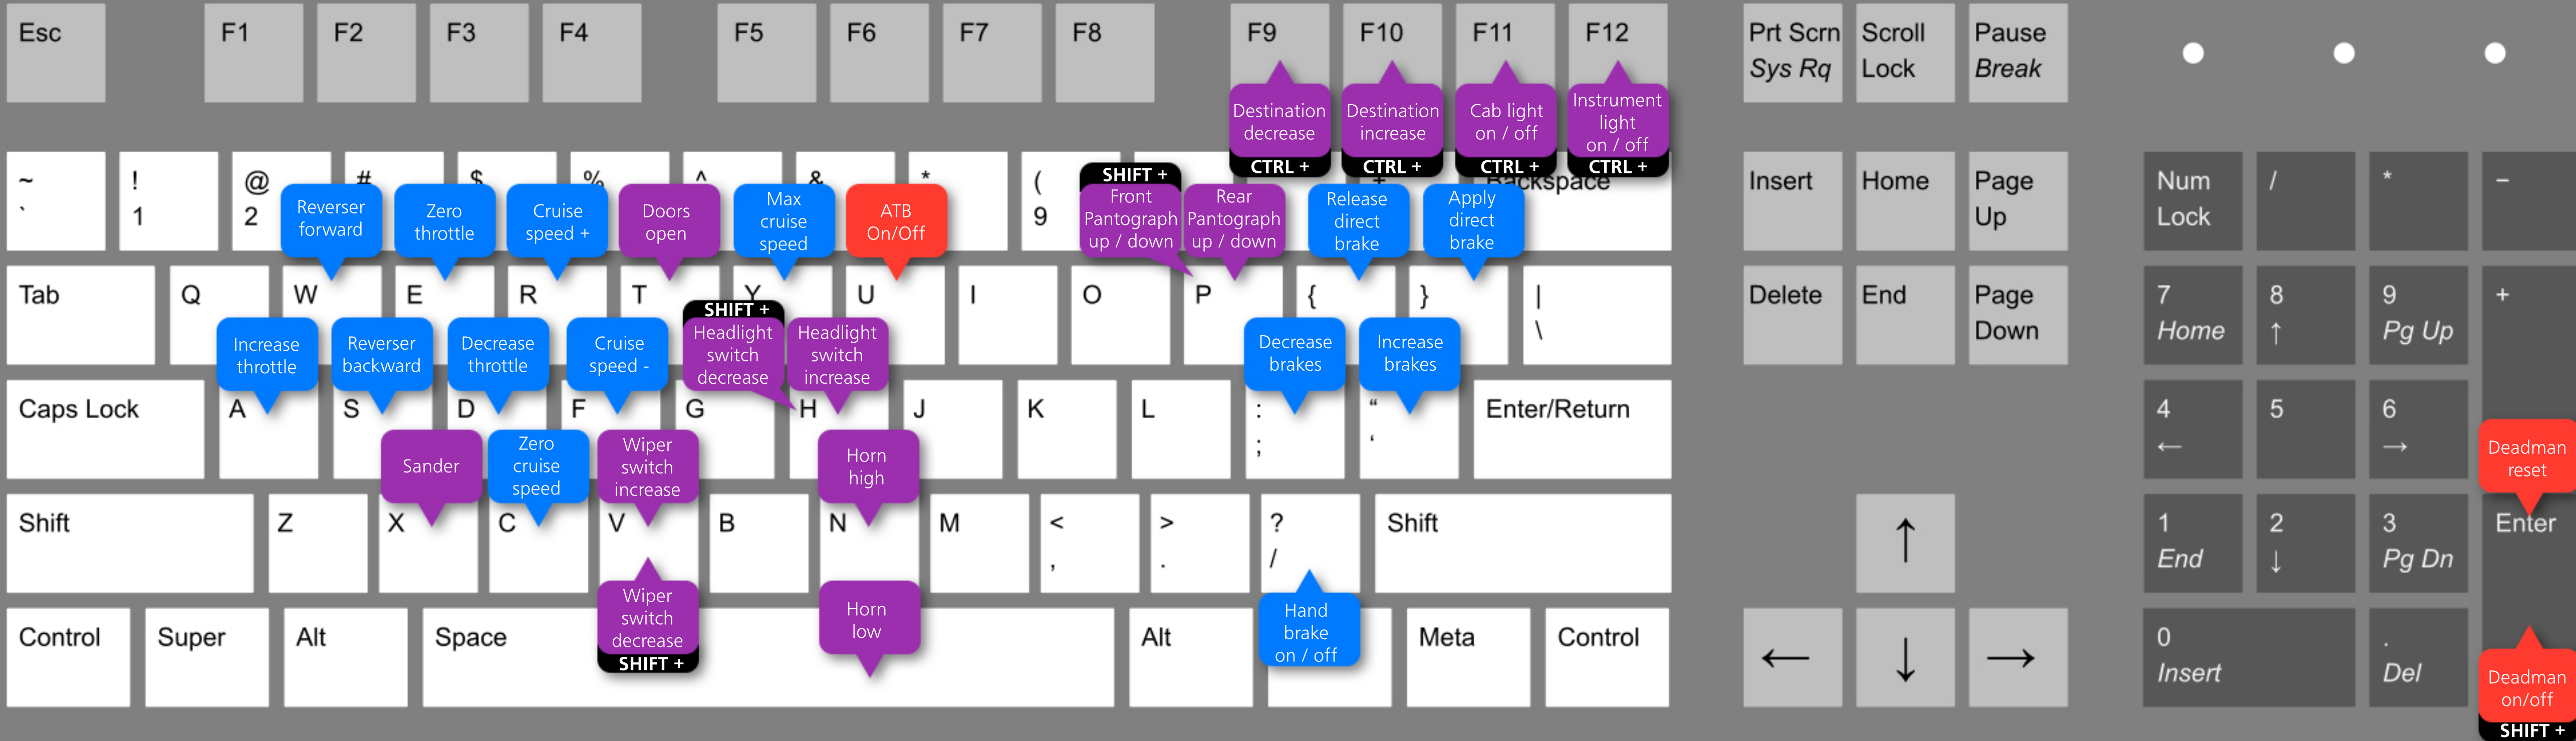 Esc
F1
F2
F3
F4
F5
F6
F7
F8
F9
F10
F11
F12
Prt Scrn
Sys Rq
Scroll
Lock
Pause
Break
Destination
decrease
CTRL +
Destination
increase
CTRL +
Cab light
on / off
CTRL +
Instrument
light
on / off
CTRL +
~
`
!
1
@
2
#
$
%
^
&
*
(
9
Backspace
Insert
Home
Page
Up
Num
Lock
/
*
–
Reverser
forward
Zero
throttle
Cruise
speed +
Doors
open
Max
cruise
speed
ATB
On/Off
SHIFT +
Front
Pantograph
up / down
Rear
Pantograph
up / down
Release
direct
brake
Apply
direct
brake
Tab
Q
W
E
R
T
Y
U
I
O
P
{
}
|
\
Delete
End
Page
Down
7
Home
8
↑
9
Pg Up
+
Increase
throttle
Reverser
backward
Decrease
throttle
Cruise
speed -
SHIFT +
Headlight
switch
decrease
Headlight
switch
increase
Decrease
brakes
Increase
brakes
Caps Lock
A
S
D
F
G
H
J
K
L
:
;
“
‘
Enter/Return
4
←
5
6
→
Sander
Zero
cruise
speed
Wiper
switch
increase
Horn
high
Deadman
reset
Shift
Z
X
C
V
B
N
M
<
,
>
.
?
/
Shift
↑
1
End
2
↓
3
Pg Dn
Enter
Wiper
switch
decrease
SHIFT +
Horn
low
Hand
brake
on / off
Control
Super
Alt
Space
Alt
Meta
Control
←
↓
→
0
Insert
.
Del
Deadman
on/off
SHIFT +